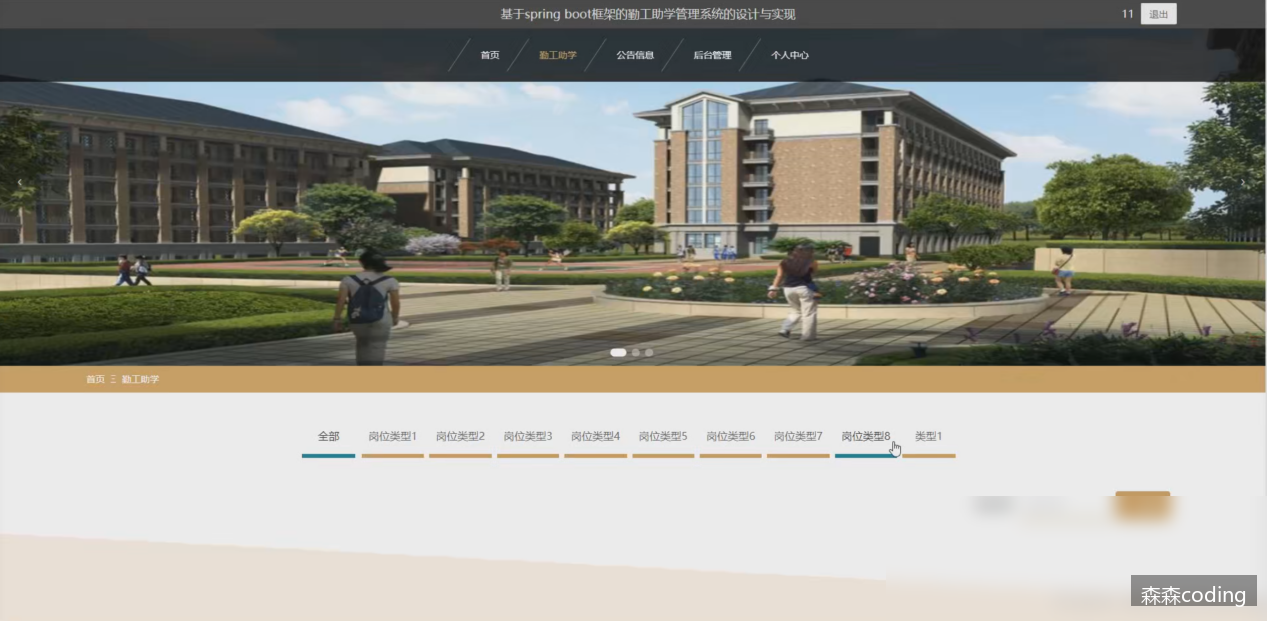 基于spring boot框架的勤工助学管理系统的设计与实现
11 退出
首页 勤工助学 公告信息 后台管理 个人中心
首页 Ξ 勤工助学
全部 岗位类型1 岗位类型2 岗位类型3 岗位类型4 岗位类型5 岗位类型6 岗位类型7 岗位类型8 类型1
森森coding